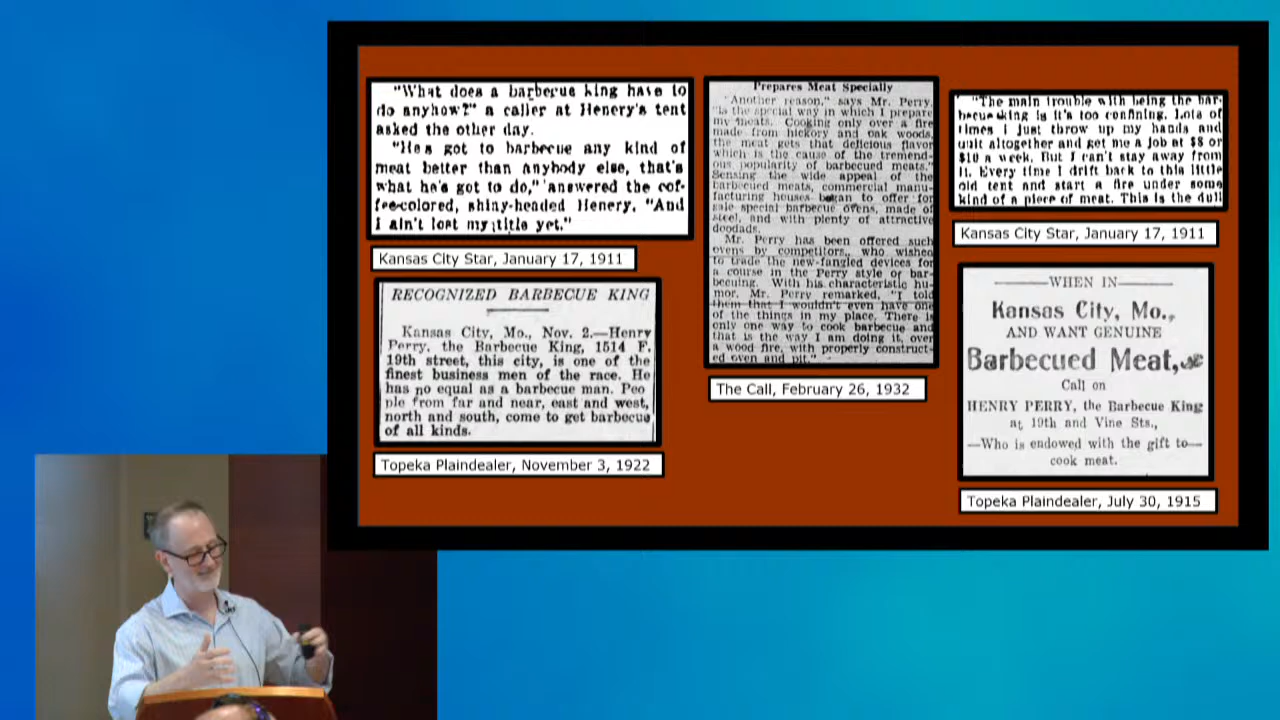 "What does a barbecue king have to
do anyhow?" a caller at Henery's tent
asked the other day.
"He's got to barbecue any kind of
meat better than anybody else, that's
what he's got to do," answered the cof-
fee-colored, shiny-headed Henery. "And
I ain't lost my title yet."
Kansas City Star, January 17, 1911
RECOGNIZED BARBECUE KING
Kansas City, Mo., Nov. 2.—Henry
Perry, the Barbecue King, 1514 E.
19th street, this city, is one of the
finest business men of the race. He
has no equal as a barbecue man. Peo
ple from far and near, east and west,
north and south, come to get barbecue
of all kinds.
Topeka Plaindealer, November 3, 1922
Prepares Meat Specially
"Another reason," says Mr. Perry,
"is the special way in which I prepare
my meats. Cooking only over a fire
made from hickory and oak woods,
the meat gets that delicious flavor
which is the cause of the tremend-
ous popularity of barbecued meats."
Sensing the wide appeal of the
barbecued meats, commercial manu-
facturing houses began to offer for
sale special barbecue ovens, made of
steel, and with plenty of attractive
doodads.
Mr. Perry has been offered such
ovens by competitors, who wished
to trade the new-fangled devices for
a course in the Perry style of bar-
becuing. With his characteristic hu-
mor, Mr. Perry remarked, "I told
them that I wouldn't even have one
of the things in my place. There is
only one way to cook barbecue and
that is the way I am doing it, over
a wood fire, with properly construct-
ed oven and pit."
The Call, February 26, 1932
"The main trouble with being the bar-
becue king is it's too confining. Lots of
times I just throw up my hands and
quit altogether and get me a job at $8 or
$10 a week. But I can't stay away from
it. Every time I drift back to this little
old tent and start a fire under some
kind of a piece of meat. This is the dull
Kansas City Star, January 17, 1911
WHEN IN
Kansas City, Mo.,
AND WANT GENUINE
Barbecued Meat,
Call on
HENRY PERRY, the Barbecue King
at 19th and Vine Sts.,
—Who is endowed with the gift to—
cook meat.
Topeka Plaindealer, July 30, 1915